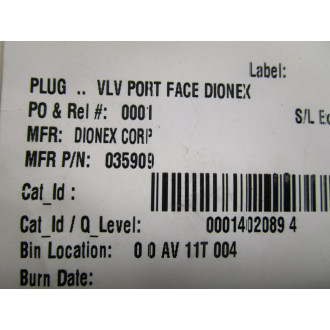 Label:
PLUG .. VLV PORT FACE DIONEX
PO & Rel #: 0001
S/L
MFR: DIONEX CORP
MFR P/N: 035909
Cat_Id :
Cat_Id / Q_Level: 0001402089 4
Bin Location: 0 0 AV 11T 004
Burn Date: